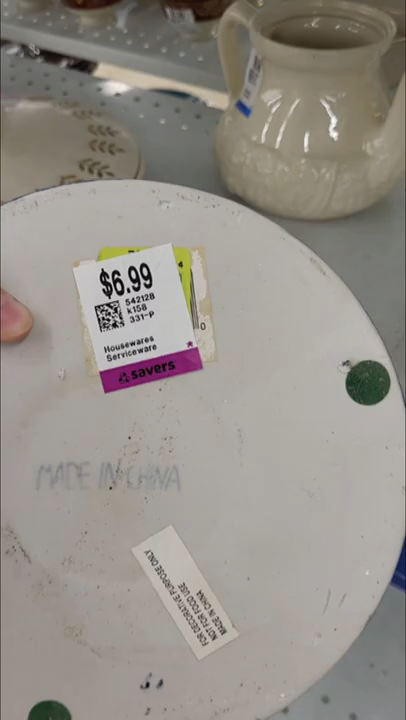 $6.99
542128
k158
331-P
Housewares
Serviceware
savers
0
MADE IN CHINA
FOR DECORATIVE PURPOSE ONLY
NOT FOR FOOD USE
MADE IN CHINA